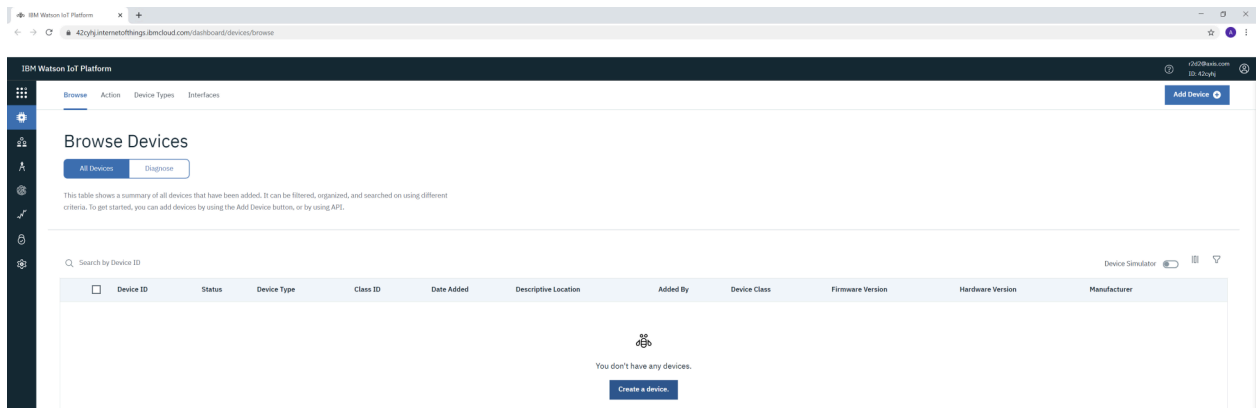 IBM Watson IoT Platform
42cyhj.internetofthings.ibmcloud.com/dashboard/devices/browse
A
IBM Watson IoT Platform
r2d2@axis.com
ID: 42cyhj
Browse Action Device Types Interfaces
Add Device
Browse Devices
All Devices Diagnose
This table shows a summary of all devices that have been added. It can be filtered, organized, and searched on using different
criteria. To get started, you can add devices by using the Add Device button, or by using API.
Search by Device ID
Device Simulator
Device ID Status Device Type Class ID Date Added Descriptive Location Added By Device Class Firmware Version Hardware Version Manufacturer
You don't have any devices.
Create a device.